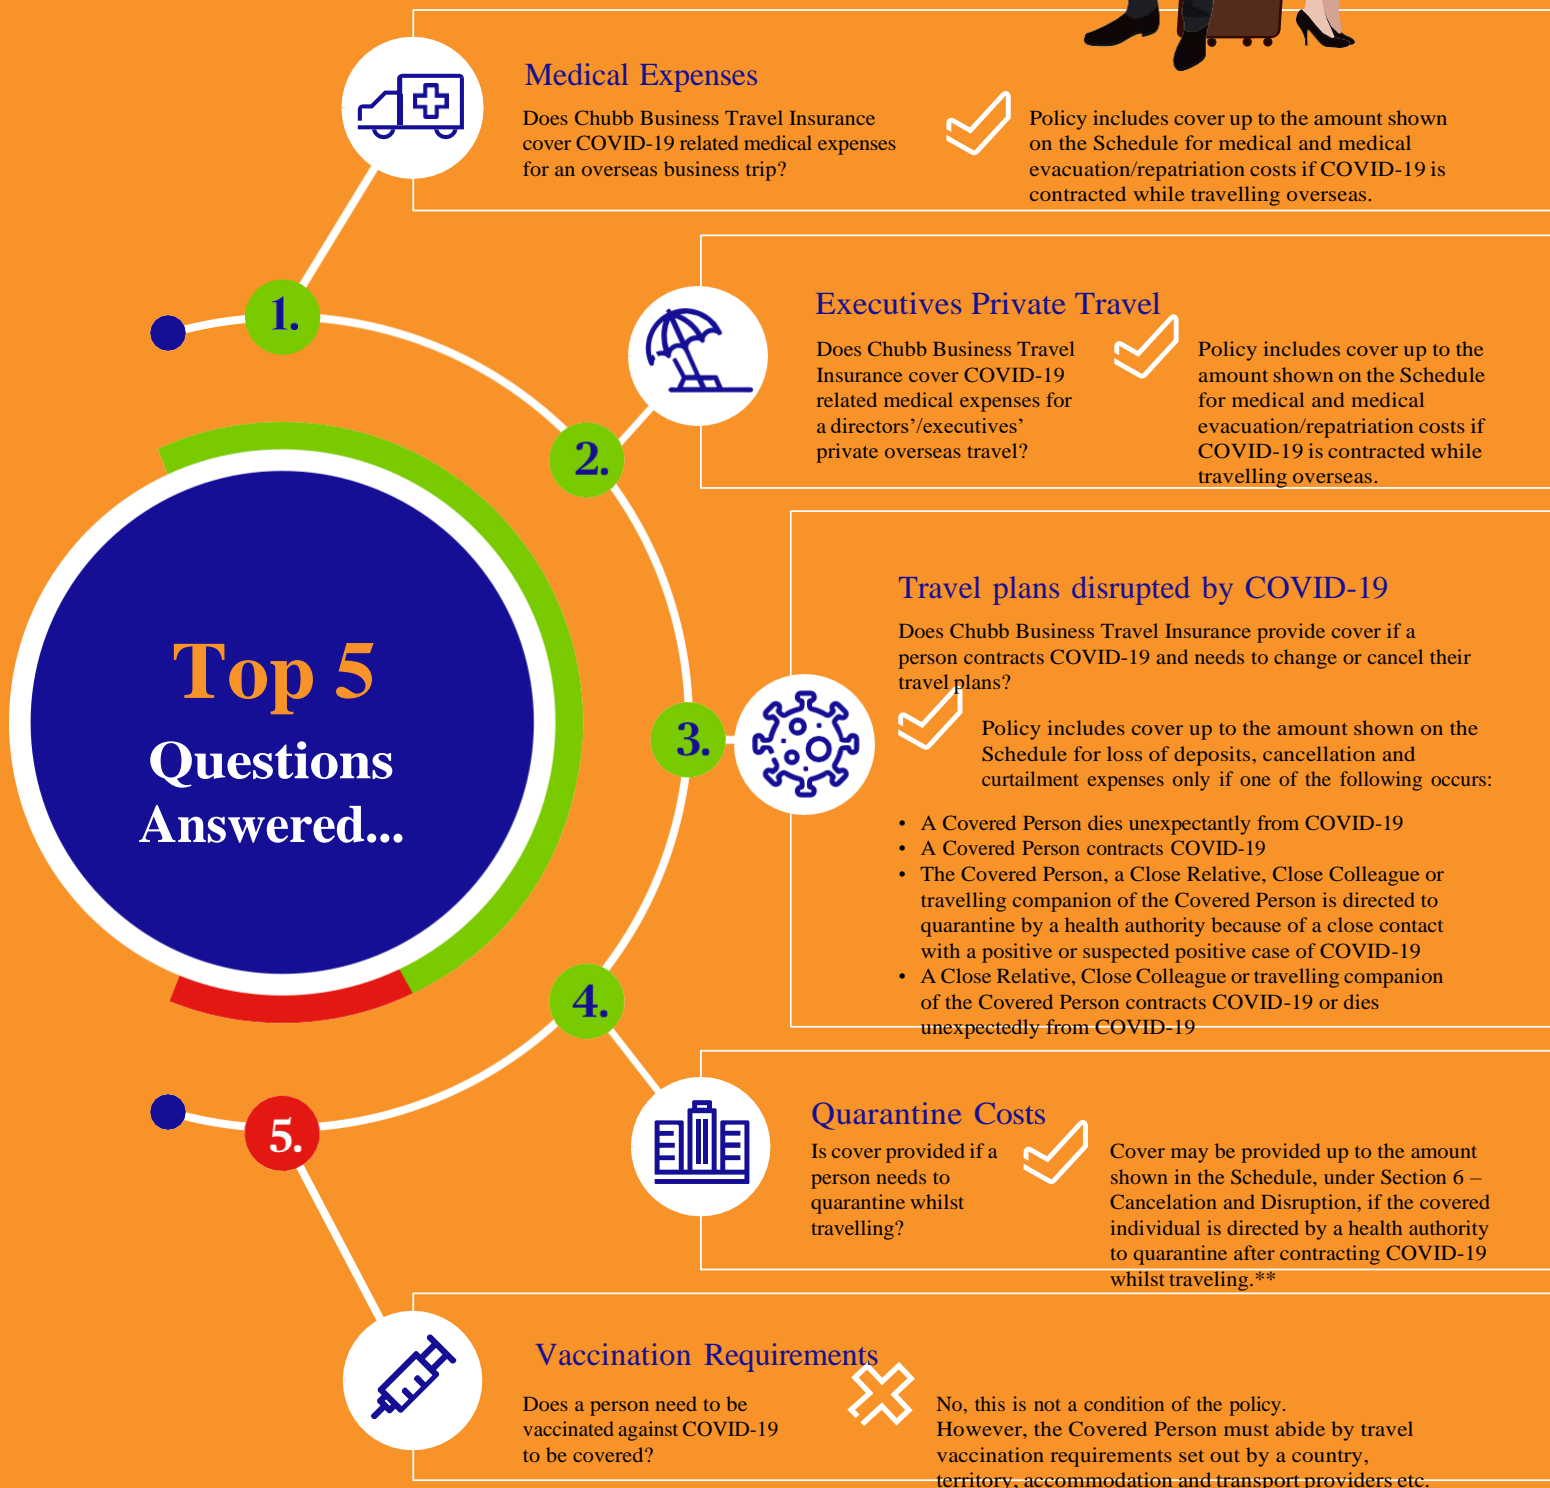 Medical Expenses
Does Chubb Business Travel Insurance
cover COVID-19 related medical expenses
for an overseas business trip?
Policy includes cover up to the amount shown
on the Schedule for medical and medical
evacuation/repatriation costs if COVID-19 is
contracted while travelling overseas.
1.
Executives Private Travel
Does Chubb Business Travel
Insurance cover COVID-19
related medical expenses for
a directors’/executives’
private overseas travel?
Policy includes cover up to the
amount shown on the Schedule
for medical and medical
evacuation/repatriation costs if
COVID-19 is contracted while
travelling overseas.
2.
Travel plans disrupted by COVID-19
Does Chubb Business Travel Insurance provide cover if a
person contracts COVID-19 and needs to change or cancel their
travel plans?
Policy includes cover up to the amount shown on the
Schedule for loss of deposits, cancellation and
curtailment expenses only if one of the following occurs:
• A Covered Person dies unexpectantly from COVID-19
• A Covered Person contracts COVID-19
• The Covered Person, a Close Relative, Close Colleague or
travelling companion of the Covered Person is directed to
quarantine by a health authority because of a close contact
with a positive or suspected positive case of COVID-19
• A Close Relative, Close Colleague or travelling companion
of the Covered Person contracts COVID-19 or dies
unexpectedly from COVID-19
3.
Top 5
Questions
Answered...
4.
Quarantine Costs
Is cover provided if a
person needs to
quarantine whilst
travelling?
Cover may be provided up to the amount
shown in the Schedule, under Section 6 –
Cancelation and Disruption, if the covered
individual is directed by a health authority
to quarantine after contracting COVID-19
whilst traveling.**
5.
Vaccination Requirements
Does a person need to be
vaccinated against COVID-19
to be covered?
No, this is not a condition of the policy.
However, the Covered Person must abide by travel
vaccination requirements set out by a country,
territory, accommodation and transport providers etc.